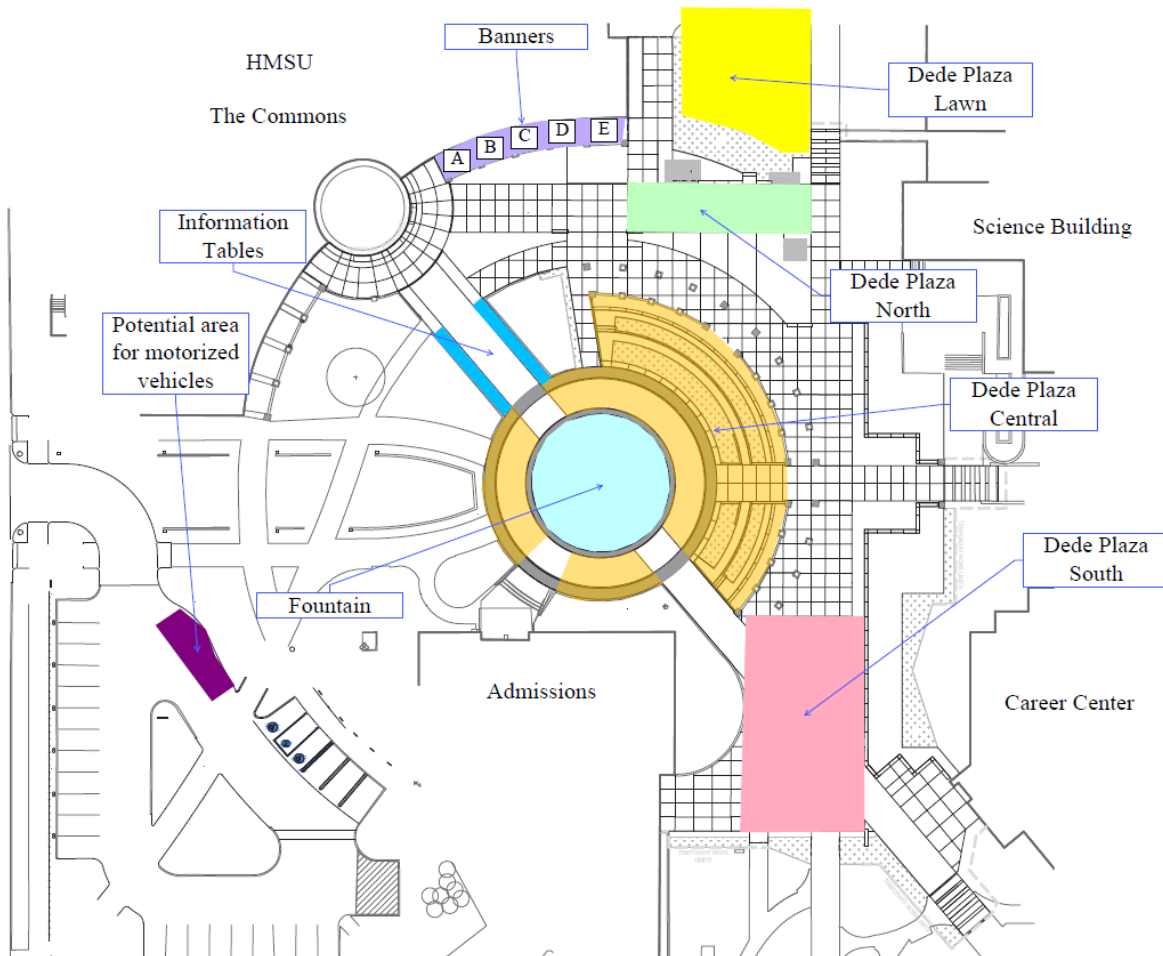 HMSU
The Commons
Banners
A
B
C
D
E
Dede Plaza
Lawn
Information
Tables
Science Building
Dede Plaza
North
Potential area
for motorized
vehicles
Dede Plaza
Central
Dede Plaza
South
Fountain
Admissions
Career Center